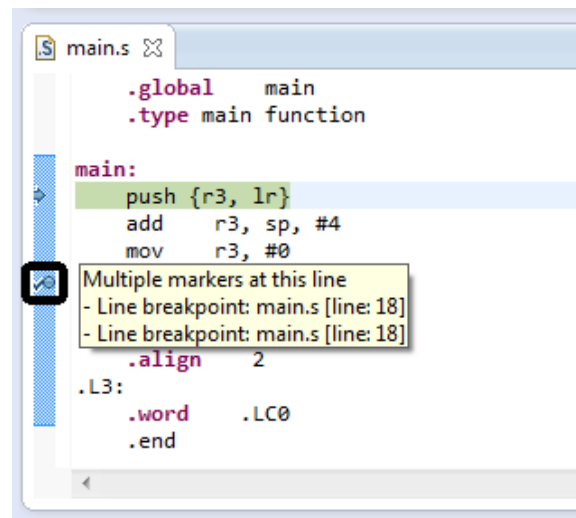 main.s
.global main
.type main function
main:
push {r3, lr}
add r3, sp, #4
mov r3, #0
Multiple markers at this line
- Line breakpoint: main.s [line: 18]
- Line breakpoint: main.s [line: 18]
.align 2
.L3:
.word .LC0
.end